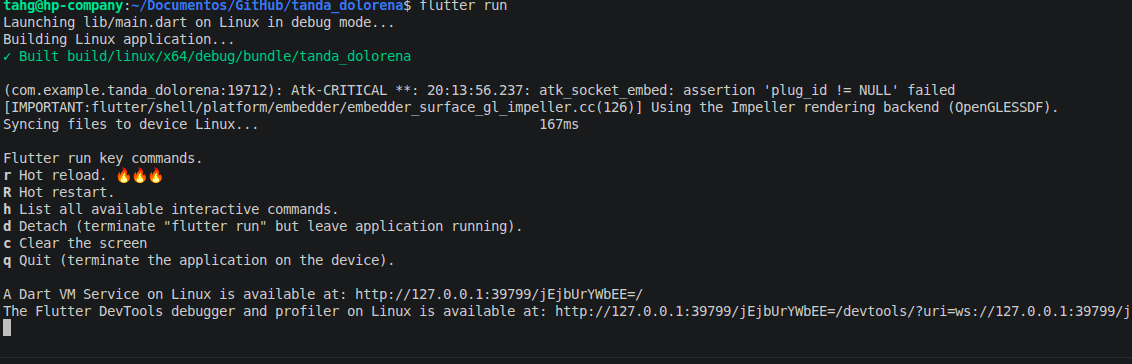 tahg@hp-company:~/Documentos/GitHub/tanda_dolorena$ flutter run
Launching lib/main.dart on Linux in debug mode...
Building Linux application...
✓ Built build/linux/x64/debug/bundle/tanda_dolorena
(com.example.tanda_dolorena:19712): Atk-CRITICAL **: 20:13:56.237: atk_socket_embed: assertion 'plug_id != NULL' failed
[IMPORTANT:flutter/shell/platform/embedder/embedder_surface_gl_impeller.cc(126)] Using the Impeller rendering backend (OpenGLESSDF).
Syncing files to device Linux... 167ms
Flutter run key commands.
r Hot reload. 🔥🔥🔥
R Hot restart.
h List all available interactive commands.
d Detach (terminate "flutter run" but leave application running).
c Clear the screen
q Quit (terminate the application on the device).
A Dart VM Service on Linux is available at: http://127.0.0.1:39799/jEjbUrYWbEE=/
The Flutter DevTools debugger and profiler on Linux is available at: http://127.0.0.1:39799/jEjbUrYWbEE=/devtools/?uri=ws://127.0.0.1:39799/j